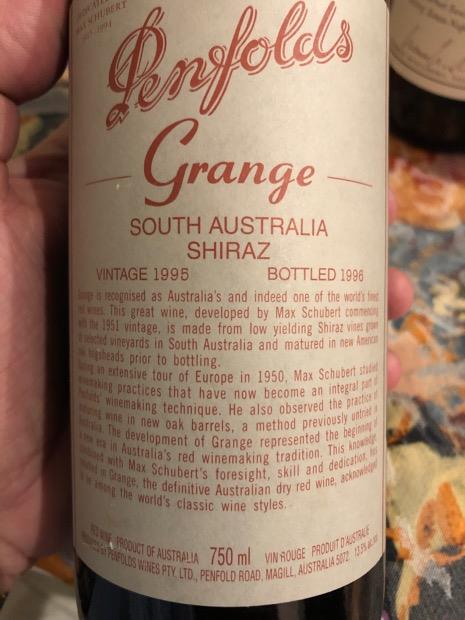 MAX SCHUBERT
1915-1994
Penfolds
Grange
SOUTH AUSTRALIA
SHIRAZ
VINTAGE 1995 BOTTLED 1996
Grange is recognised as Australia's and indeed one of the world's finest
red wines. This great wine, developed by Max Schubert commencing
with the 1951 vintage, is made from low yielding Shiraz vines grown
in selected vineyards in South Australia and matured in new American
oak hogsheads prior to bottling.
During an extensive tour of Europe in 1950, Max Schubert studied
winemaking practices that have now become an integral part of
Penfolds' winemaking technique. He also observed the practice of
maturing wine in new oak barrels, a method previously untried in
Australia. The development of Grange represented the beginning of
a new era in Australia's red winemaking tradition. This knowledge,
combined with Max Schubert's foresight, skill and dedication, has
resulted in Grange, the definitive Australian dry red wine, acknowledged
to be among the world's classic wine styles.
RED WINE PRODUCT OF AUSTRALIA 750 ml VIN ROUGE PRODUIT D'AUSTRALIE
PENFOLDS WINES PTY. LTD., PENFOLD ROAD, MAGILL, AUSTRALIA 5072 13.5%